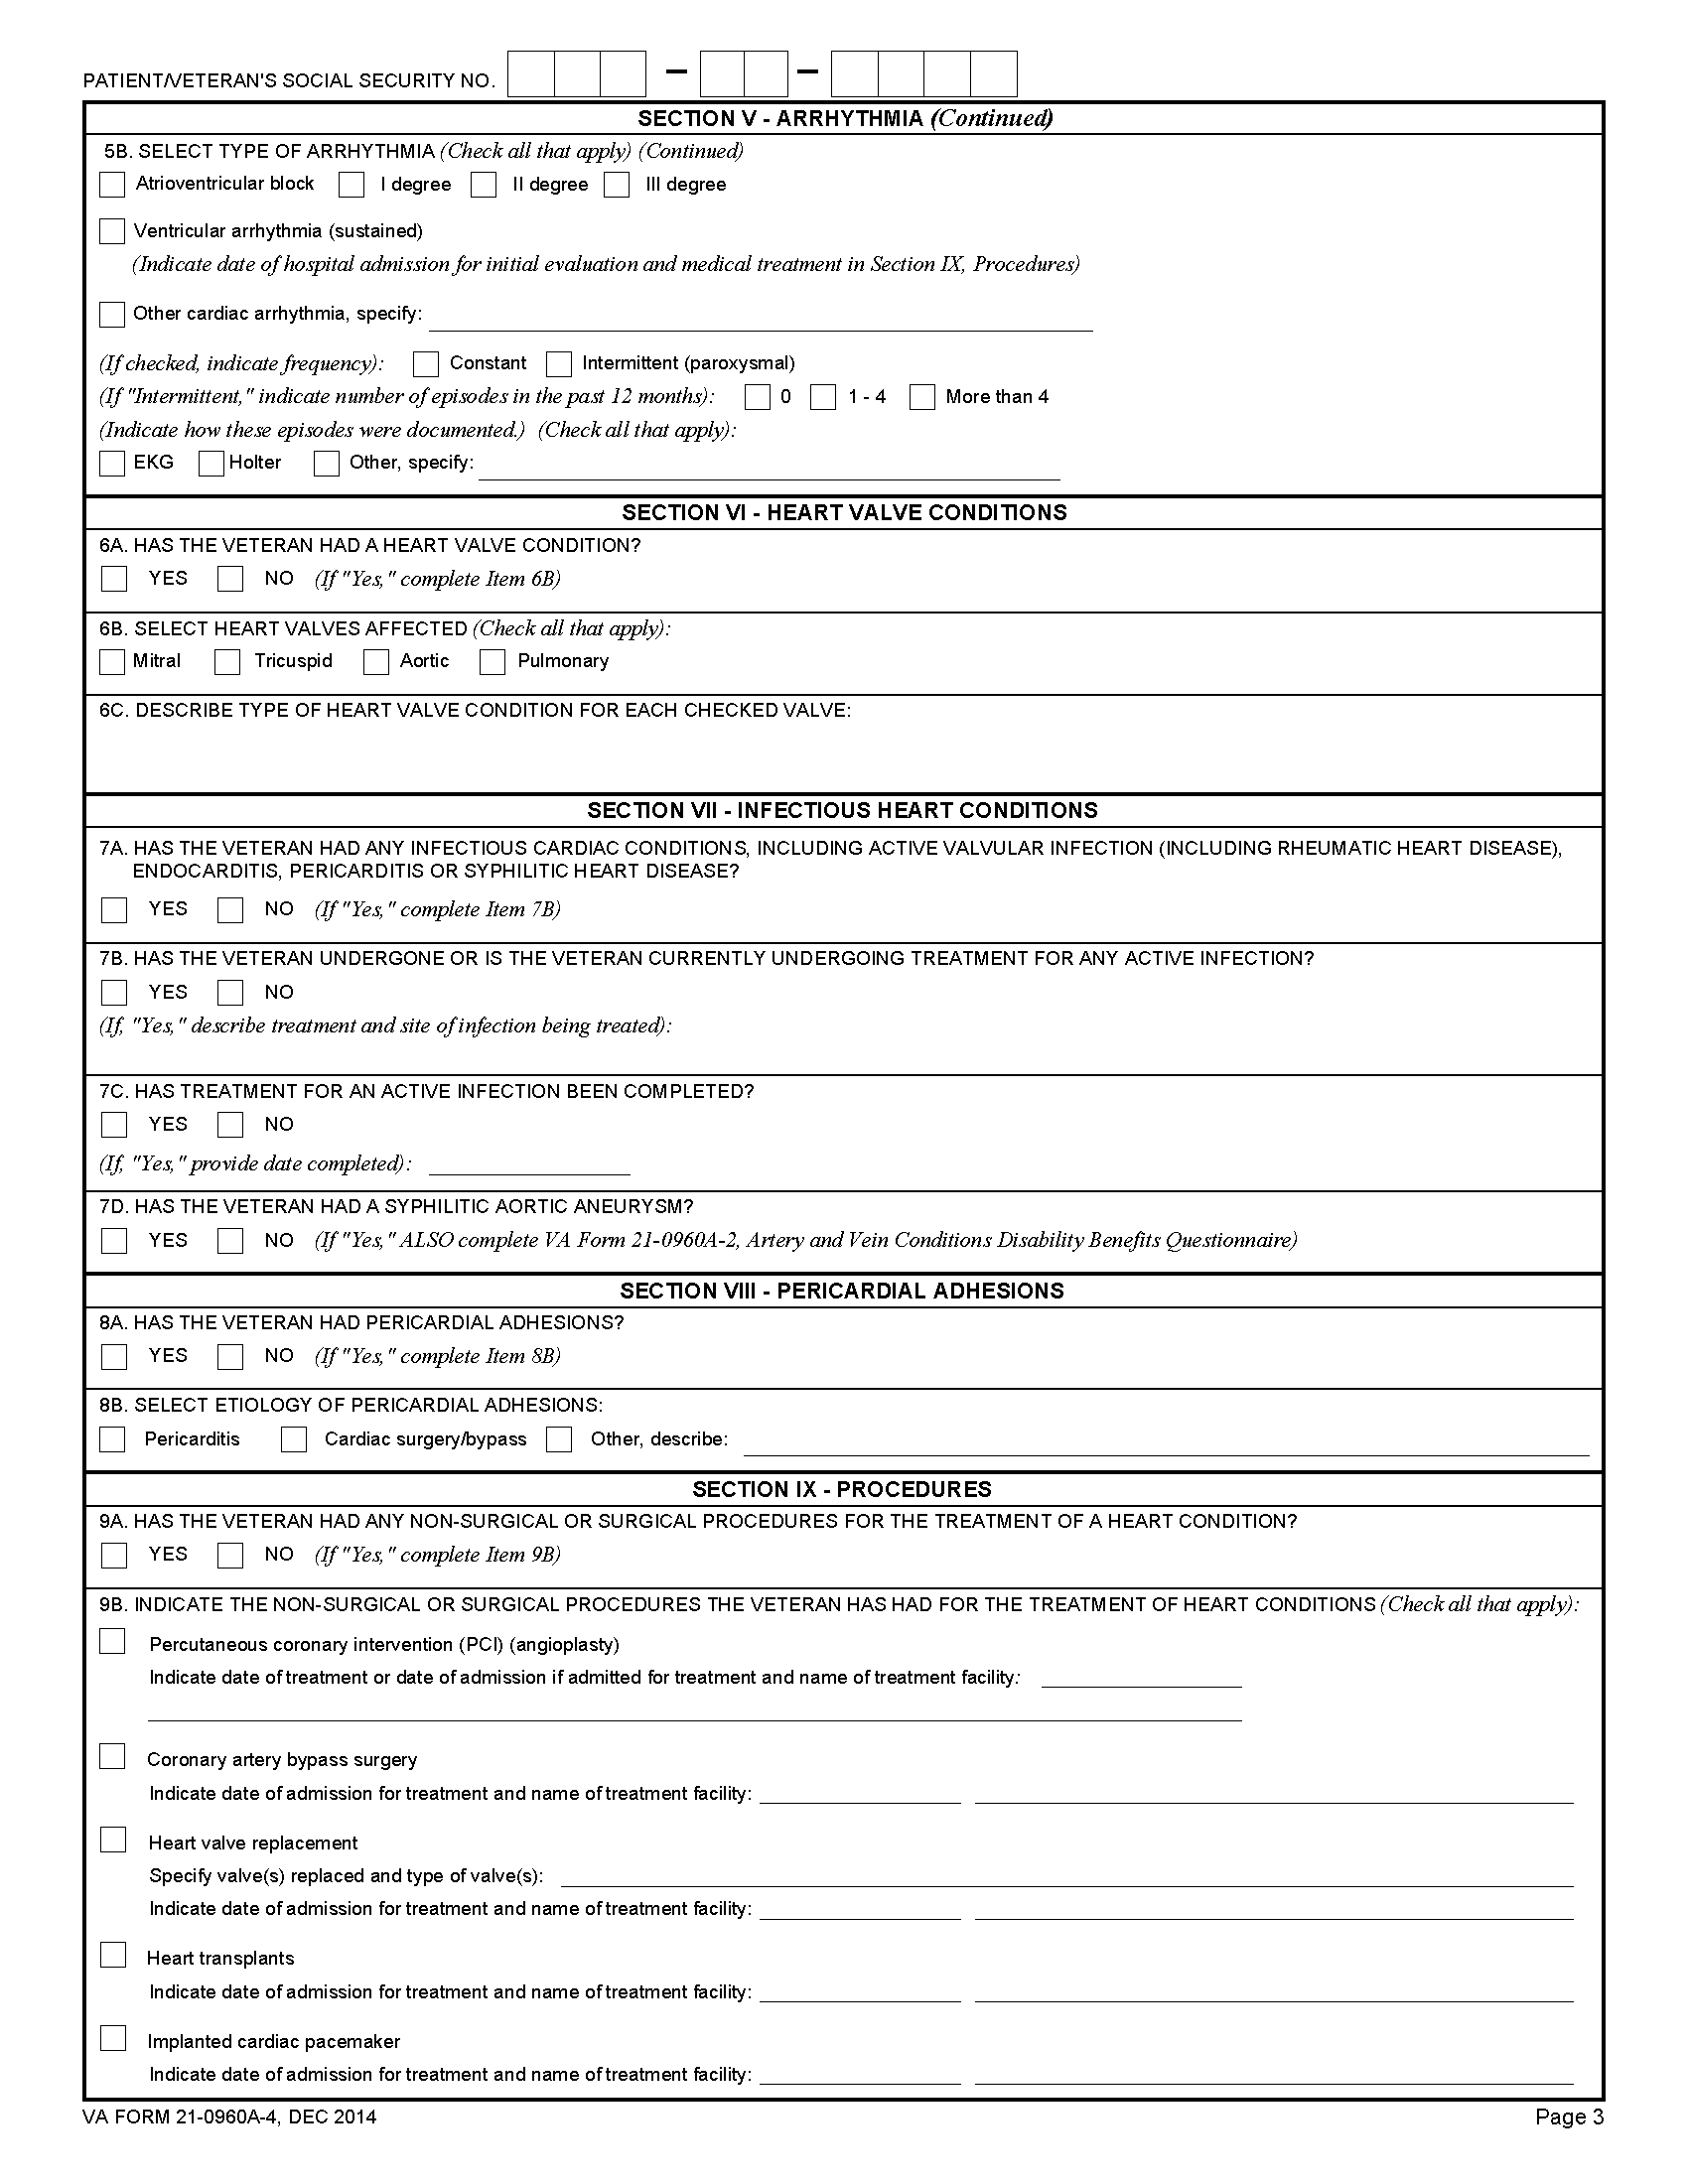 PATIENT/VETERAN'S SOCIAL SECURITY NO. – –
SECTION V - ARRHYTHMIA (Continued)
5B. SELECT TYPE OF ARRHYTHMIA (Check all that apply) (Continued)
Atrioventricular block I degree II degree III degree
Ventricular arrhythmia (sustained)
(Indicate date of hospital admission for initial evaluation and medical treatment in Section IX, Procedures)
Other cardiac arrhythmia, specify:
(If checked, indicate frequency): Constant Intermittent (paroxysmal)
(If "Intermittent," indicate number of episodes in the past 12 months): 0 1 - 4 More than 4
(Indicate how these episodes were documented.) (Check all that apply):
EKG Holter Other, specify:
SECTION VI - HEART VALVE CONDITIONS
6A. HAS THE VETERAN HAD A HEART VALVE CONDITION?
YES NO (If "Yes," complete Item 6B)
6B. SELECT HEART VALVES AFFECTED (Check all that apply):
Mitral Tricuspid Aortic Pulmonary
6C. DESCRIBE TYPE OF HEART VALVE CONDITION FOR EACH CHECKED VALVE:
SECTION VII - INFECTIOUS HEART CONDITIONS
7A. HAS THE VETERAN HAD ANY INFECTIOUS CARDIAC CONDITIONS, INCLUDING ACTIVE VALVULAR INFECTION (INCLUDING RHEUMATIC HEART DISEASE),
ENDOCARDITIS, PERICARDITIS OR SYPHILITIC HEART DISEASE?
YES NO (If "Yes," complete Item 7B)
7B. HAS THE VETERAN UNDERGONE OR IS THE VETERAN CURRENTLY UNDERGOING TREATMENT FOR ANY ACTIVE INFECTION?
YES NO
(If, "Yes," describe treatment and site of infection being treated):
7C. HAS TREATMENT FOR AN ACTIVE INFECTION BEEN COMPLETED?
YES NO
(If, "Yes," provide date completed):
7D. HAS THE VETERAN HAD A SYPHILITIC AORTIC ANEURYSM?
YES NO (If "Yes," ALSO complete VA Form 21-0960A-2, Artery and Vein Conditions Disability Benefits Questionnaire)
SECTION VIII - PERICARDIAL ADHESIONS
8A. HAS THE VETERAN HAD PERICARDIAL ADHESIONS?
YES NO (If "Yes," complete Item 8B)
8B. SELECT ETIOLOGY OF PERICARDIAL ADHESIONS:
Pericarditis Cardiac surgery/bypass Other, describe:
SECTION IX - PROCEDURES
9A. HAS THE VETERAN HAD ANY NON-SURGICAL OR SURGICAL PROCEDURES FOR THE TREATMENT OF A HEART CONDITION?
YES NO (If "Yes," complete Item 9B)
9B. INDICATE THE NON-SURGICAL OR SURGICAL PROCEDURES THE VETERAN HAS HAD FOR THE TREATMENT OF HEART CONDITIONS (Check all that apply):
Percutaneous coronary intervention (PCI) (angioplasty)
Indicate date of treatment or date of admission if admitted for treatment and name of treatment facility:
Coronary artery bypass surgery
Indicate date of admission for treatment and name of treatment facility:
Heart valve replacement
Specify valve(s) replaced and type of valve(s):
Indicate date of admission for treatment and name of treatment facility:
Heart transplants
Indicate date of admission for treatment and name of treatment facility:
Implanted cardiac pacemaker
Indicate date of admission for treatment and name of treatment facility:
VA FORM 21-0960A-4, DEC 2014 Page 3